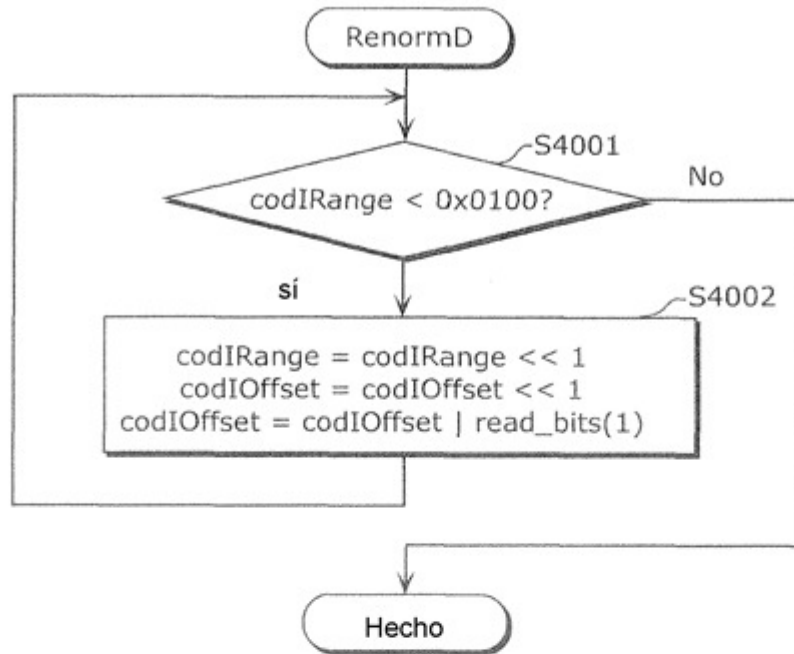 RenormD
S4001
codIRange < 0x0100?
No
sí
S4002
codIRange = codIRange << 1
codIOffset = codIOffset << 1
codIOffset = codIOffset | read_bits(1)
Hecho